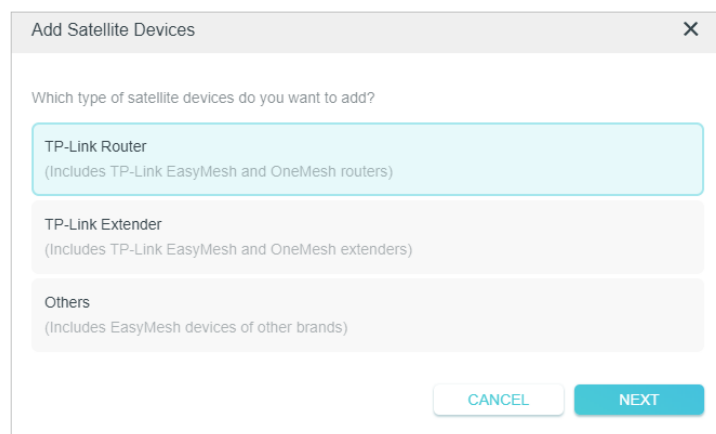 Add Satellite Devices
Which type of satellite devices do you want to add?
TP-Link Router
(Includes TP-Link EasyMesh and OneMesh routers)
TP-Link Extender
(Includes TP-Link EasyMesh and OneMesh extenders)
Others
(Includes EasyMesh devices of other brands)
CANCEL NEXT